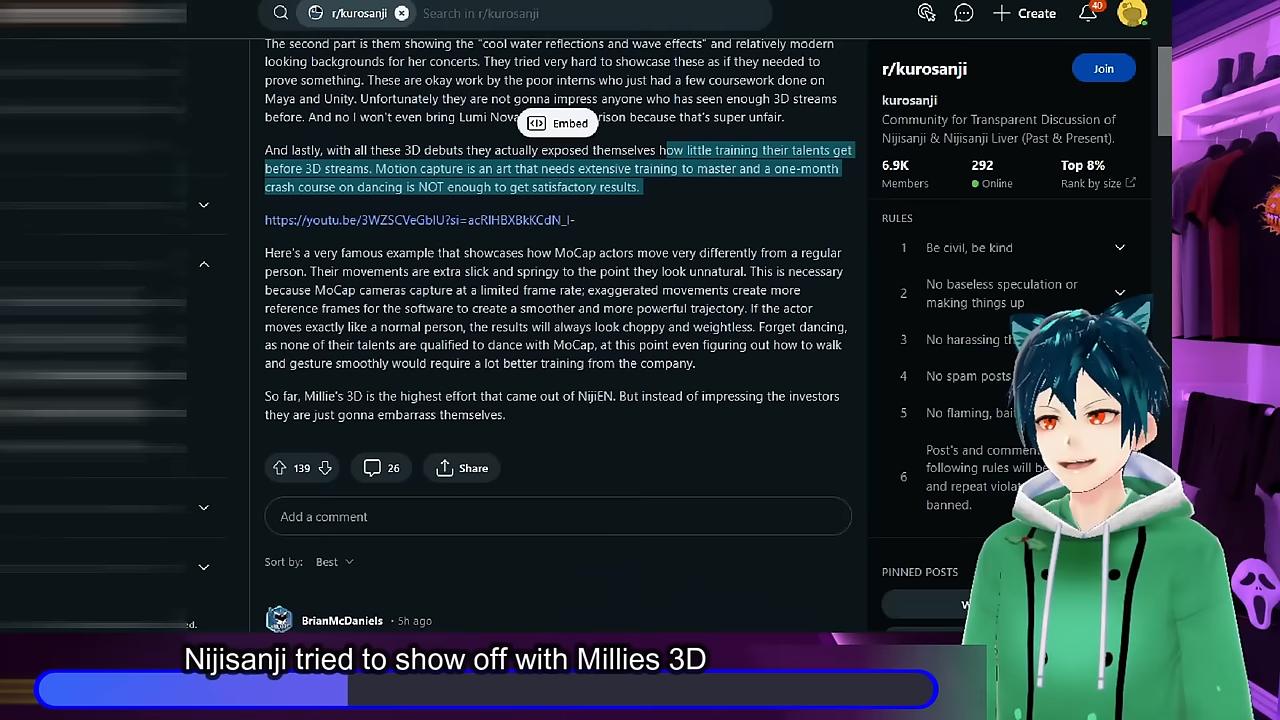 r/kurosanji
Search in r/kurosanji
Create
40
The second part is them showing the "cool water reflections and wave effects" and relatively modern
looking backgrounds for her concerts. They tried very hard to showcase these as if they needed to
prove something. These are okay work by the poor interns who just had a few coursework done on
Maya and Unity. Unfortunately they are not gonna impress anyone who has seen enough 3D streams
before. And no I won't even bring Lumi Nova rison because that's super unfair.
Embed
And lastly, with all these 3D debuts they actually exposed themselves how little training their talents get
before 3D streams. Motion capture is an art that needs extensive training to master and a one-month
crash course on dancing is NOT enough to get satisfactory results.
https://youtu.be/3WZSCVeGblU?si=acRlHBXBkKCdN_l-
Here's a very famous example that showcases how MoCap actors move very differently from a regular
person. Their movements are extra slick and springy to the point they look unnatural. This is necessary
because MoCap cameras capture at a limited frame rate; exaggerated movements create more
reference frames for the software to create a smoother and more powerful trajectory. If the actor
moves exactly like a normal person, the results will always look choppy and weightless. Forget dancing,
as none of their talents are qualified to dance with MoCap, at this point even figuring out how to walk
and gesture smoothly would require a lot better training from the company.
So far, Millie's 3D is the highest effort that came out of NijiEN. But instead of impressing the investors
they are just gonna embarrass themselves.
139
26
Share
Add a comment
Sort by: Best
BrianMcDaniels • 5h ago
r/kurosanji
Join
kurosanji
Community for Transparent Discussion of
Nijisanji & Nijisanji Liver (Past & Present).
6.9K 292 Top 8%
Members Online Rank by size
RULES
1 Be civil, be kind
2 No baseless speculation or
making things up
3 No harassing th
4 No spam posts
5 No flaming, bai
6 Post's and commen
following rules will be
and repeat violat
banned.
PINNED POSTS
W
ed.
Nijisanji tried to show off with Millies 3D